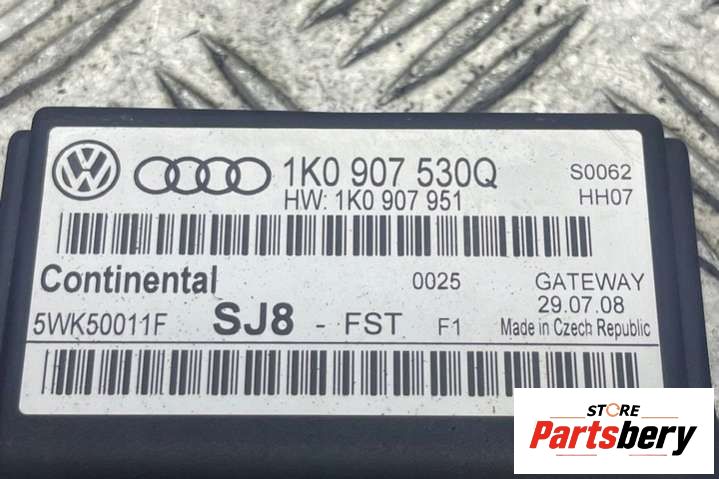 1K0 907 530Q S0062
HW: 1K0 907 951 HH07
Continental 0025 GATEWAY
29.07.08
5WK50011F SJ8 - FST F1 Made in Czech Republic
STORE
Partsbery